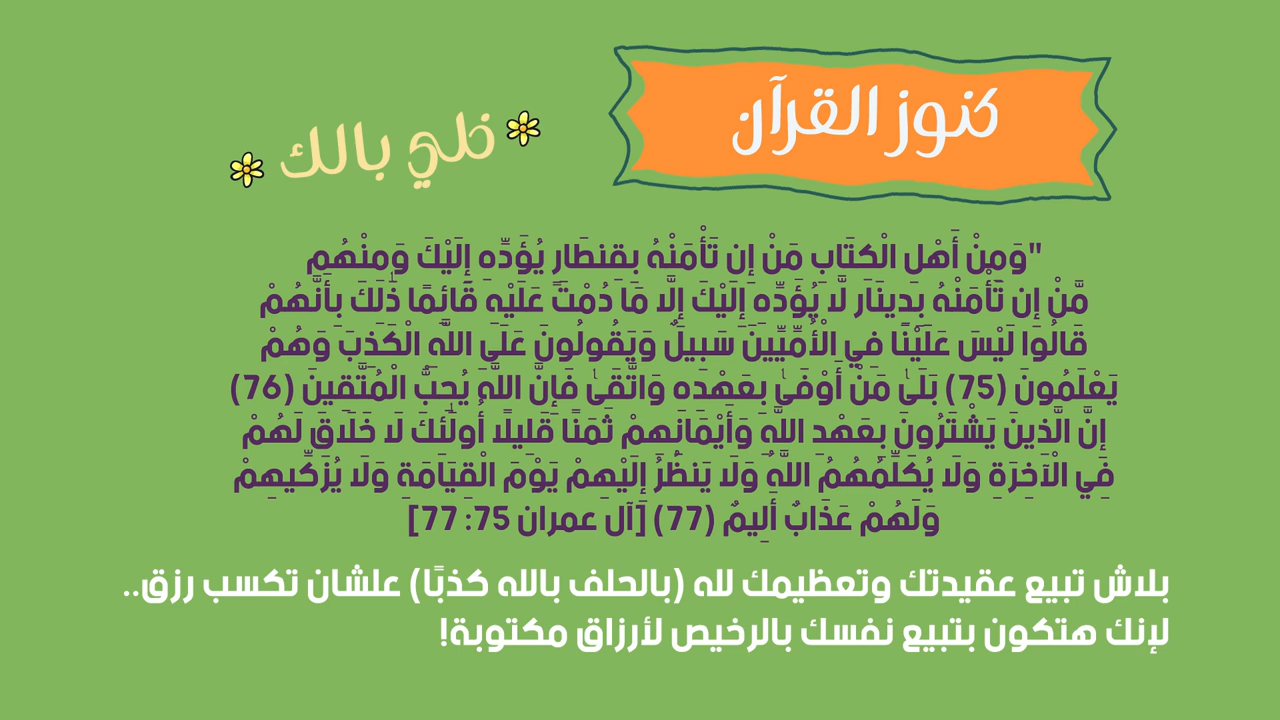 كنوز القرآن
خلي بالك
"وَمِنْ أَهْلِ الْكِتَابِ مَنْ إِن تَأْمَنْهُ بِقِنطَارٍ يُؤَدِّهِ إِلَيْكَ وَمِنْهُم
مَّنْ إِن تَأْمَنْهُ بِدِينَارٍ لَّا يُؤَدِّهِ إِلَيْكَ إِلَّا مَا دُمْتَ عَلَيْهِ قَائِمًا ذَٰلِكَ بِأَنَّهُمْ
قَالُوا لَيْسَ عَلَيْنَا فِي الْأُمِّيِّينَ سَبِيلٌ وَيَقُولُونَ عَلَى اللَّهِ الْكَذِبَ وَهُمْ
يَعْلَمُونَ (75) بَلَىٰ مَنْ أَوْفَىٰ بِعَهْدِهِ وَاتَّقَىٰ فَإِنَّ اللَّهَ يُحِبُّ الْمُتَّقِينَ (76)
إِنَّ الَّذِينَ يَشْتَرُونَ بِعَهْدِ اللَّهِ وَأَيْمَانِهِمْ ثَمَنًا قَلِيلًا أُولَٰئِكَ لَا خَلَاقَ لَهُمْ
فِي الْآخِرَةِ وَلَا يُكَلِّمُهُمُ اللَّهُ وَلَا يَنظُرُ إِلَيْهِمْ يَوْمَ الْقِيَامَةِ وَلَا يُزَكِّيهِمْ
وَلَهُمْ عَذَابٌ أَلِيمٌ (77) [آل عمران 75: 77]
بلاش تبيع عقيدتك وتعظيمك لله (بالحلف بالله كذبًا) علشان تكسب رزق..
لإنك هتكون بتبيع نفسك بالرخيص لأرزاق مكتوبة!